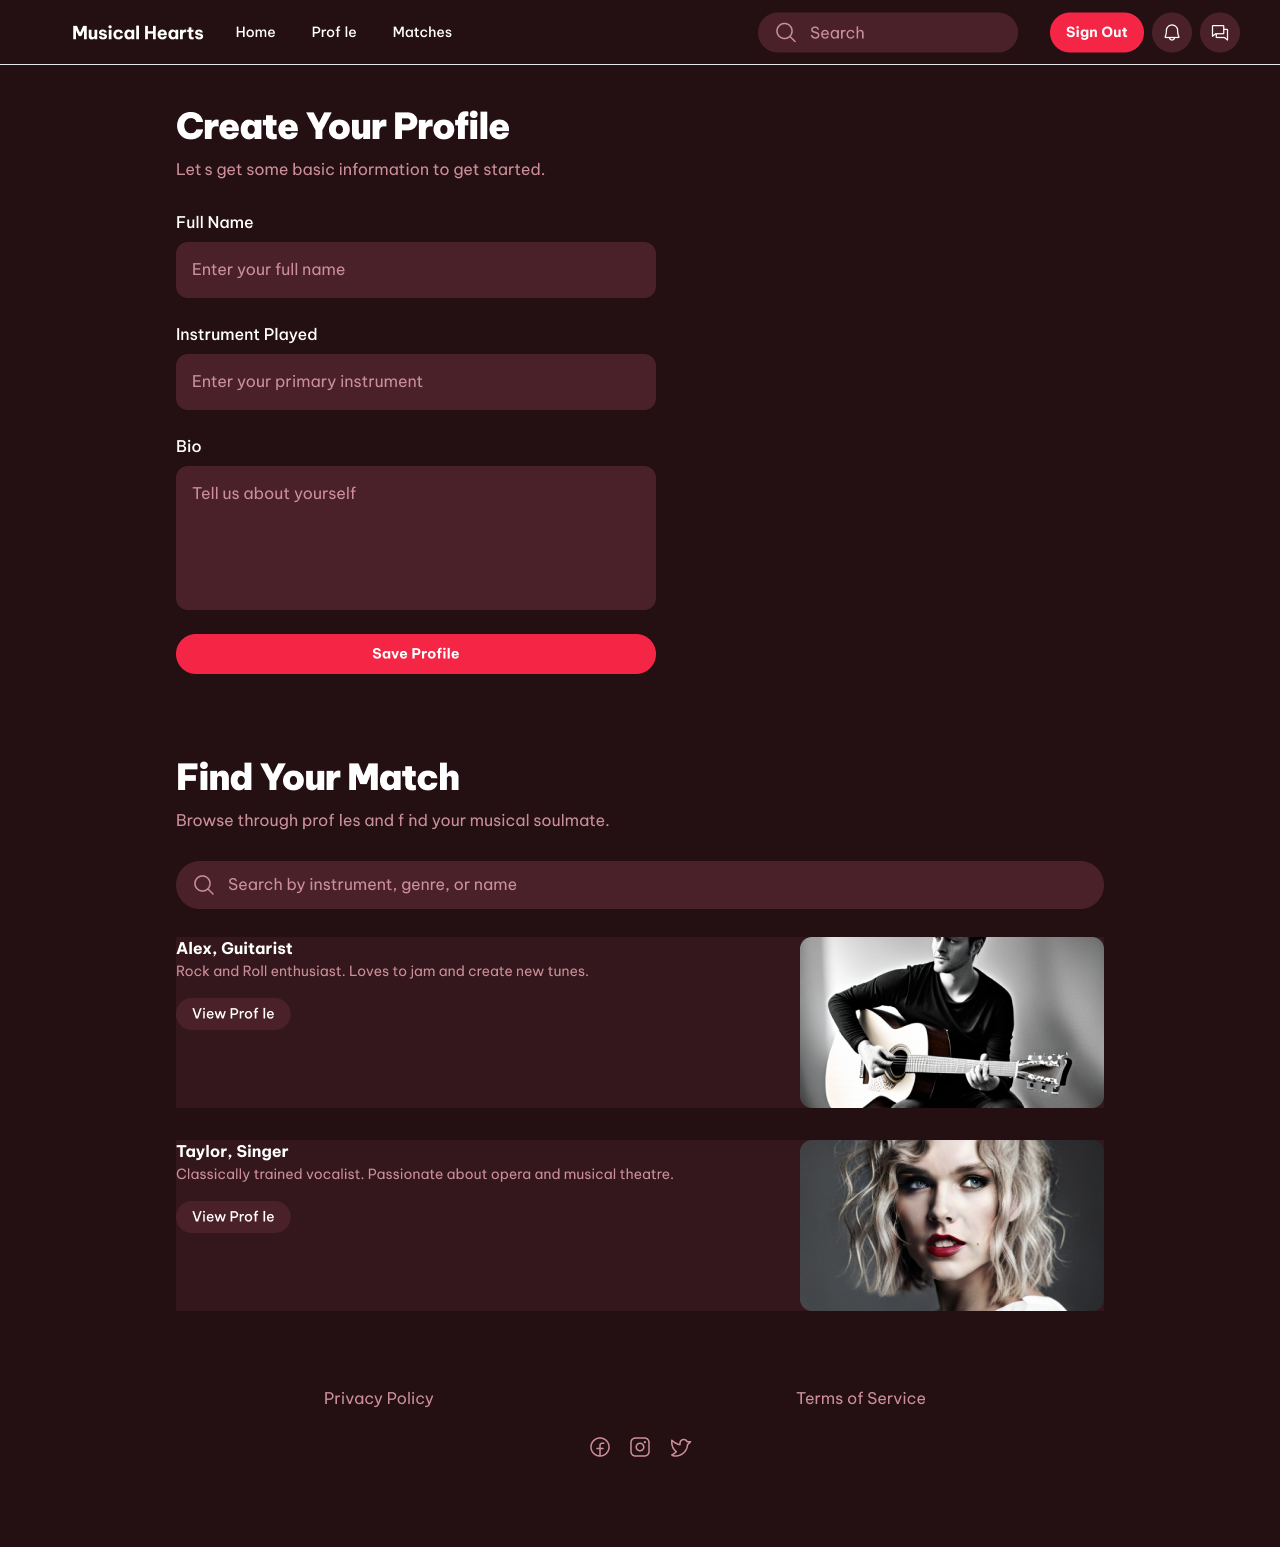 Musical Hearts Home Prof le Matches Search Sign Out
Create Your Profile
Let s get some basic information to get started.
Full Name
Enter your full name
Instrument Played
Enter your primary instrument
Bio
Tell us about yourself
Save Profile
Find Your Match
Browse through prof les and f nd your musical soulmate.
Search by instrument, genre, or name
Alex, Guitarist
Rock and Roll enthusiast. Loves to jam and create new tunes.
View Prof le
Taylor, Singer
Classically trained vocalist. Passionate about opera and musical theatre.
View Prof le
Privacy Policy Terms of Service